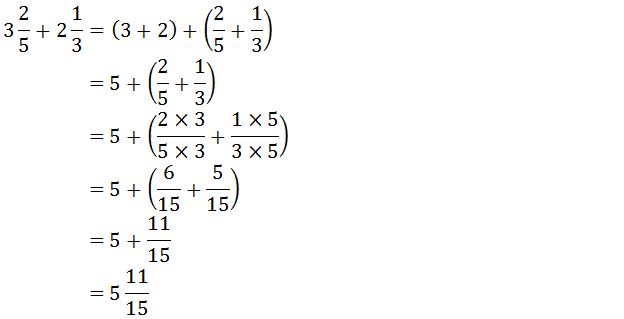 3 2/5 + 2 1/3 = (3 + 2) + (2/5 + 1/3)
= 5 + (2/5 + 1/3)
= 5 + ((2 × 3)/(5 × 3) + (1 × 5)/(3 × 5))
= 5 + (6/15 + 5/15)
= 5 + 11/15
= 5 11/15